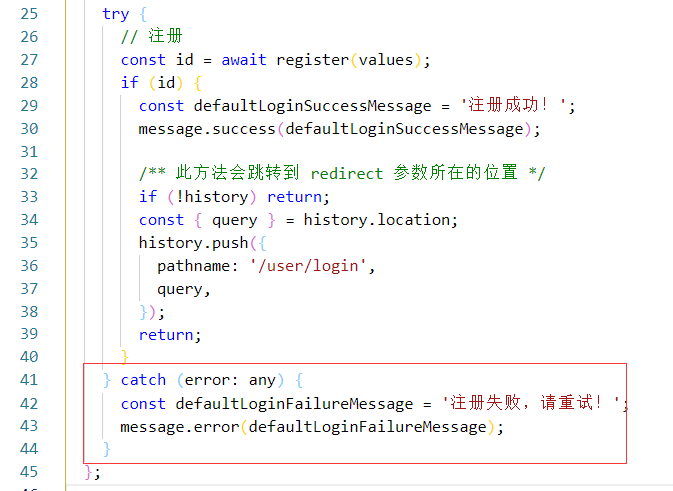 25 try {
26 // 注册
27 const id = await register(values);
28 if (id) {
29 const defaultLoginSuccessMessage = '注册成功！';
30 message.success(defaultLoginSuccessMessage);
31
32 /** 此方法会跳转到 redirect 参数所在的位置 */
33 if (!history) return;
34 const { query } = history.location;
35 history.push({
36 pathname: '/user/login',
37 query,
38 });
39 return;
40 }
41 } catch (error: any) {
42 const defaultLoginFailureMessage = '注册失败，请重试！';
43 message.error(defaultLoginFailureMessage);
44 }
45 };